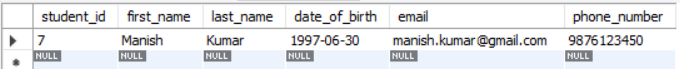 student_id first_name last_name date_of_birth email phone_number
7 Manish Kumar 1997-06-30 manish.kumar@gmail.com 9876123450
NULL NULL NULL NULL NULL NULL